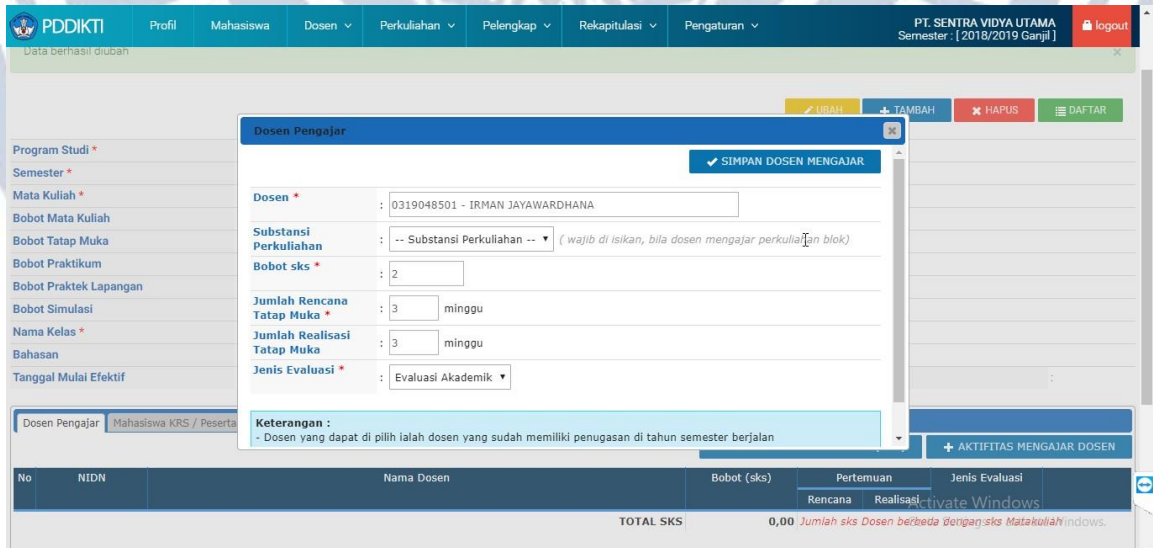 PDDIKTI Profil Mahasiswa Dosen Perkuliahan Pelengkap Rekapitulasi Pengaturan PT. SENTRA VIDYA UTAMA logout
Semester : [ 2018/2019 Ganjil ]
Data berhasil diubah
UBAH + TAMBAH HAPUS DAFTAR
Dosen Pengajar
SIMPAN DOSEN MENGAJAR
Program Studi *
Semester *
Mata Kuliah *
Bobot Mata Kuliah
Bobot Tatap Muka
Bobot Praktikum
Bobot Praktek Lapangan
Bobot Simulasi
Nama Kelas *
Bahasan
Tanggal Mulai Efektif :
Dosen * : 0319048501 - IRMAN JAYAWARDHANA
Substansi Perkuliahan : -- Substansi Perkuliahan -- ( wajib di isikan, bila dosen mengajar perkuliahan blok)
Bobot sks * : 2
Jumlah Rencana Tatap Muka * : 3 minggu
Jumlah Realisasi Tatap Muka : 3 minggu
Jenis Evaluasi * : Evaluasi Akademik
Keterangan :
- Dosen yang dapat di pilih ialah dosen yang sudah memiliki penugasan di tahun semester berjalan
Dosen Pengajar Mahasiswa KRS / Peserta
+ AKTIFITAS MENGAJAR DOSEN
No NIDN Nama Dosen Bobot (sks) Pertemuan Jenis Evaluasi
Rencana Realisasi
Activate Windows
TOTAL SKS 0,00 Jumlah sks Dosen berbeda dengan sks Matakuliah